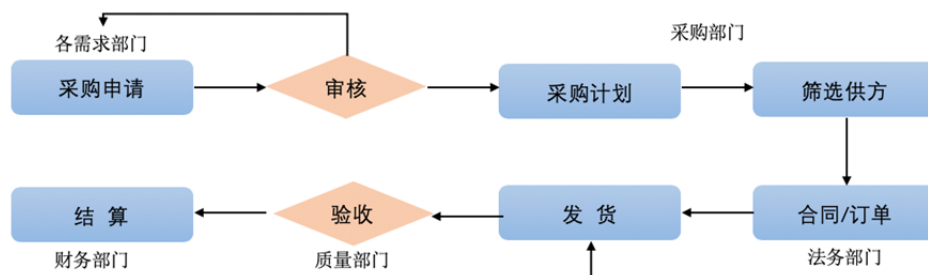 各需求部门
采购部门
采购申请
审核
采购计划
筛选供方
结 算
验收
发 货
合同/订单
财务部门
质量部门
法务部门